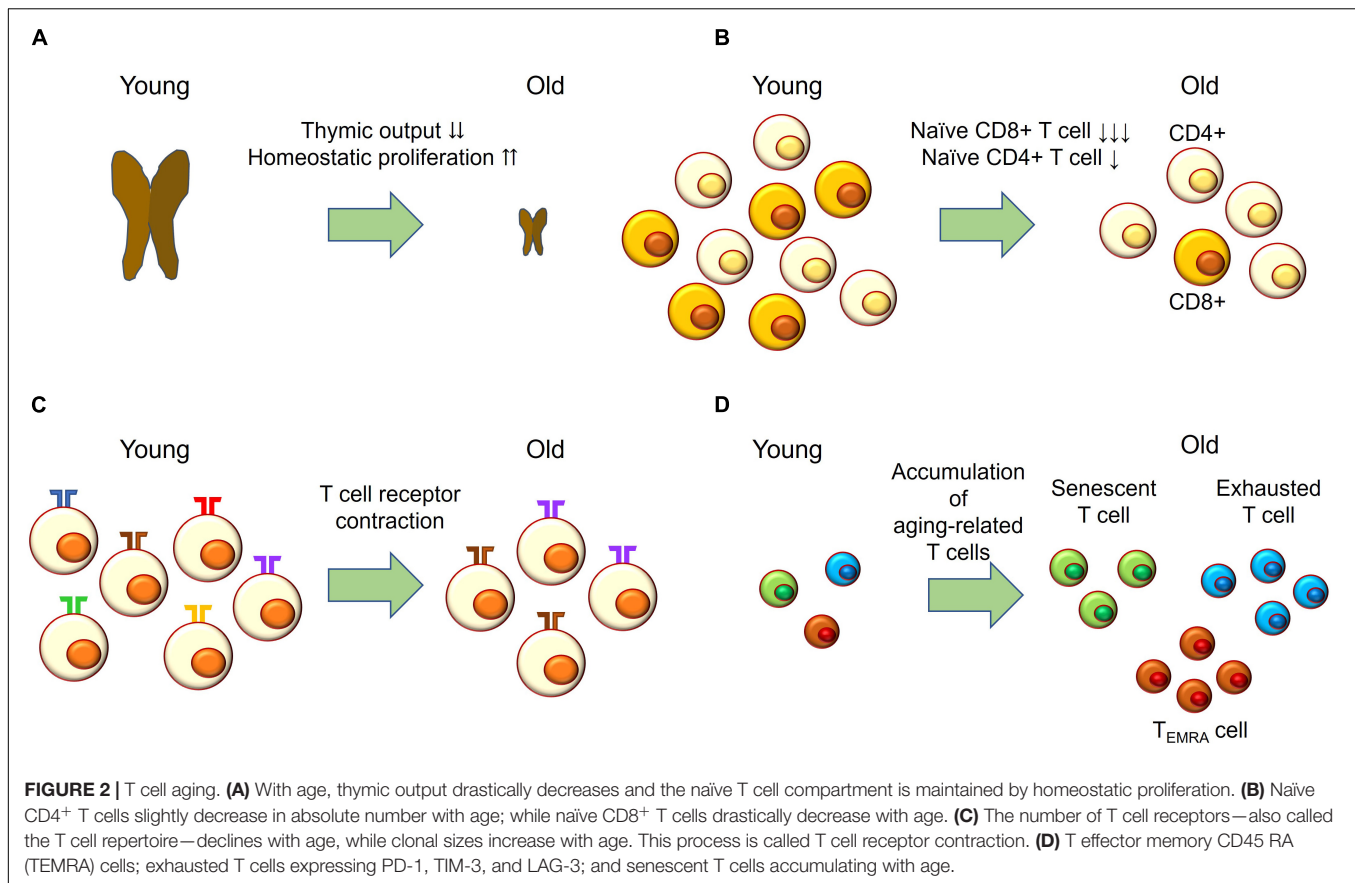 A
Young
Old
Thymic output ↓↓
Homeostatic proliferation ↑↑
B
Young
Old
Naïve CD8+ T cell ↓↓↓
Naïve CD4+ T cell ↓
CD4+
CD8+
C
Young
Old
T cell receptor
contraction
D
Young
Old
Accumulation
of
aging-related
T cells
Senescent
T cell
Exhausted
T cell
TEMRA cell
FIGURE 2 | T cell aging. (A) With age, thymic output drastically decreases and the naïve T cell compartment is maintained by homeostatic proliferation. (B) Naïve
CD4+ T cells slightly decrease in absolute number with age; while naïve CD8+ T cells drastically decrease with age. (C) The number of T cell receptors—also called
the T cell repertoire—declines with age, while clonal sizes increase with age. This process is called T cell receptor contraction. (D) T effector memory CD45 RA
(TEMRA) cells; exhausted T cells expressing PD-1, TIM-3, and LAG-3; and senescent T cells accumulating with age.